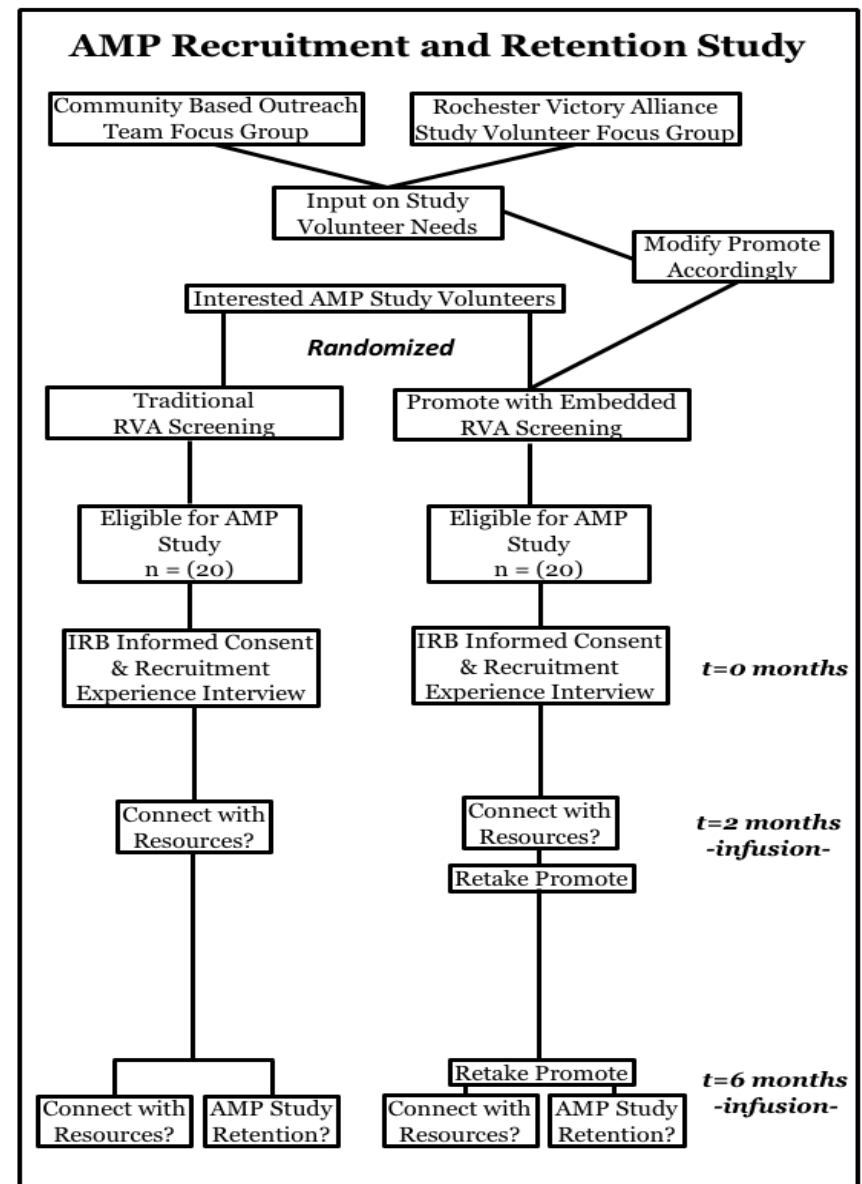 AMP Recruitment and Retention Study
Community Based Outreach
Team Focus Group
Rochester Victory Alliance
Study Volunteer Focus Group
Input on Study
Volunteer Needs
Modify Promote
Accordingly
Interested AMP Study Volunteers
Randomized
Traditional
RVA Screening
Promote with Embedded
RVA Screening
Eligible for AMP
Study
n = (20)
Eligible for AMP
Study
n = (20)
IRB Informed Consent
& Recruitment
Experience Interview
IRB Informed Consent
& Recruitment
Experience Interview
t=0 months
Connect with
Resources?
Connect with
Resources?
Retake Promote
t=2 months
-infusion-
Retake Promote
Connect with
Resources?
AMP Study
Retention?
Connect with
Resources?
AMP Study
Retention?
t=6 months
-infusion-